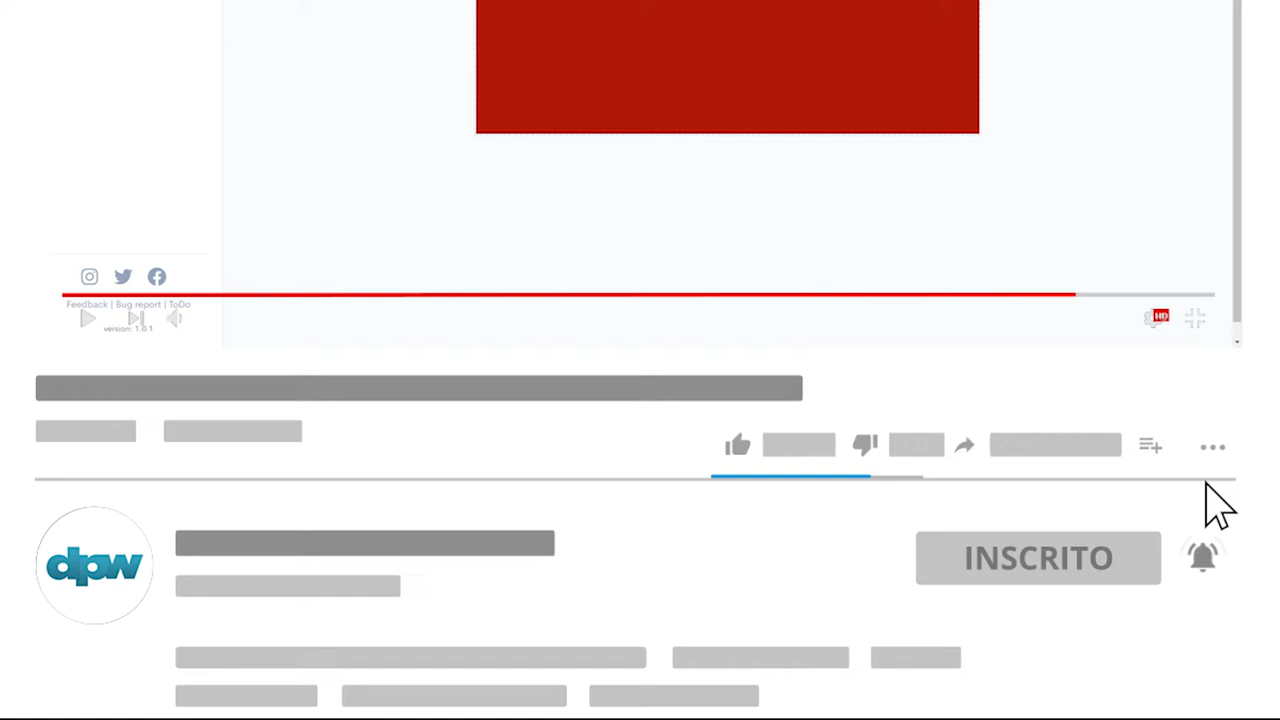 Feedback | Bug report | ToDo
version: 1.0.1
HD
dpw
INSCRITO